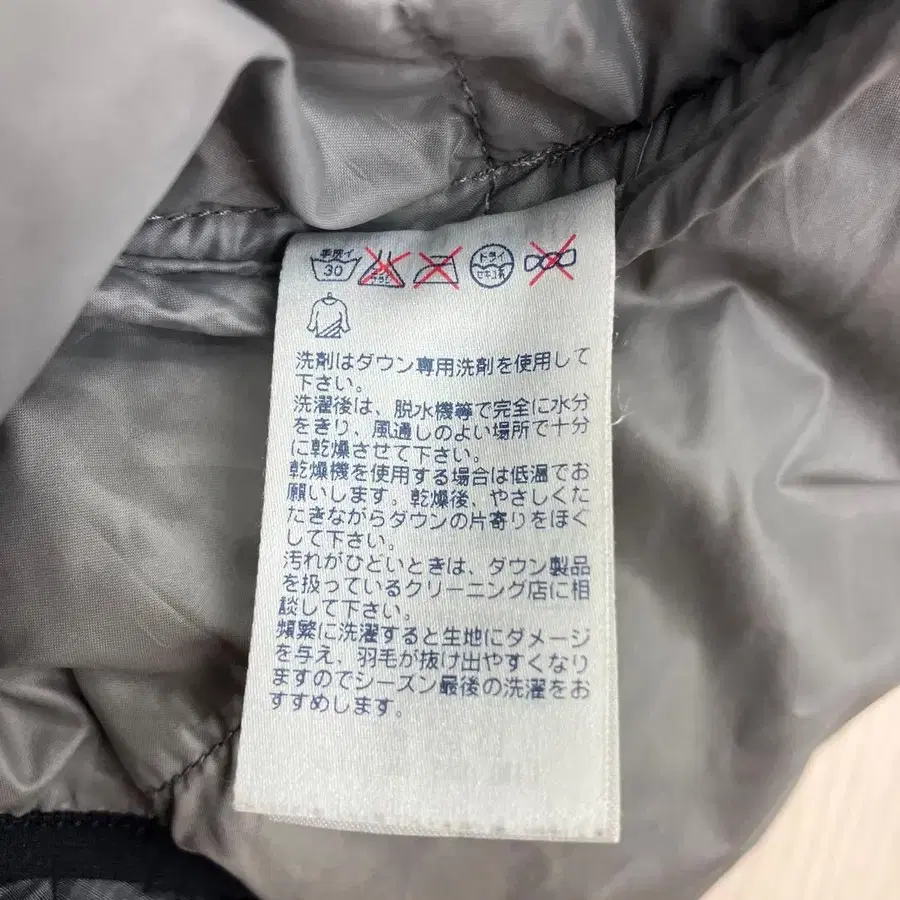 手洗イ
30
エンソ
サラシ
ドライ
セキユ系
洗剤はダウン専用洗剤を使用して
下さい。
洗濯後は、脱水機等で完全に水分
をきり、風通しのよい場所で十分
に乾燥させて下さい。
乾燥機を使用する場合は低温でお
願いします。乾燥後、やさしくた
たきながらダウンの片寄りをほぐ
して下さい。
汚れがひどいときは、ダウン製品
を扱っているクリーニング店に相
談して下さい。
頻繁に洗濯すると生地にダメージ
を与え、羽毛が抜け出やすくなり
ますのでシーズン最後の洗濯をお
すすめします。